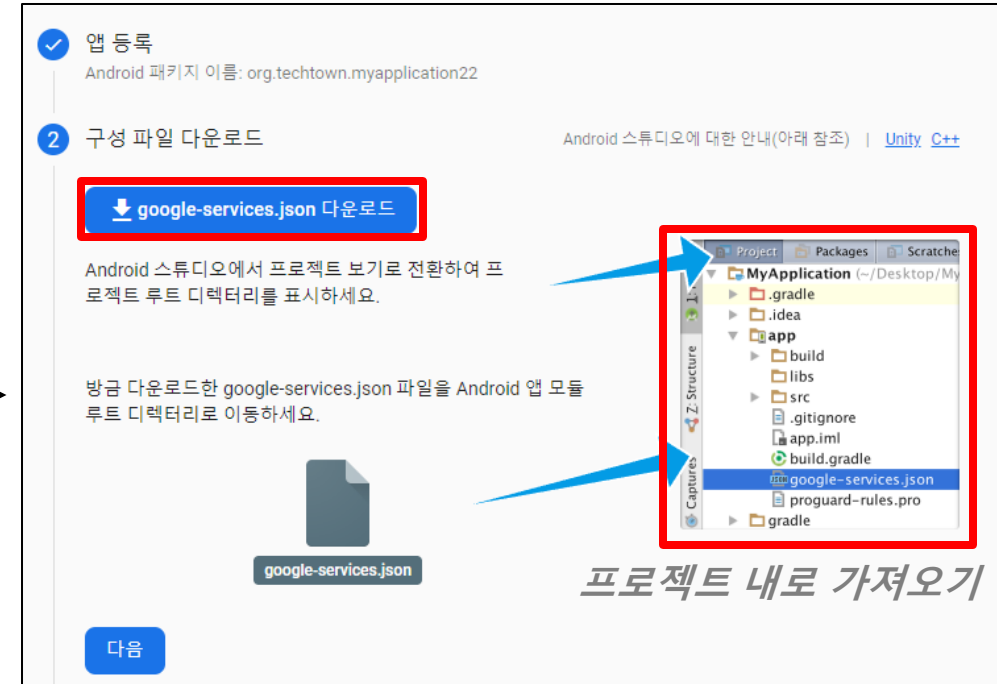 앱 등록
Android 패키지 이름: org.techtown.myapplication22
2 구성 파일 다운로드
Android 스튜디오에 대한 안내(아래 참조) | Unity C++
google-services.json 다운로드
Android 스튜디오에서 프로젝트 보기로 전환하여 프
로젝트 루트 디렉터리를 표시하세요.
방금 다운로드한 google-services.json 파일을 Android 앱 모듈
루트 디렉터리로 이동하세요.
google-services.json
다음
Project Packages Scratche
MyApplication (~/Desktop/My
.gradle
.idea
app
build
libs
src
.gitignore
app.iml
build.gradle
google-services.json
proguard-rules.pro
gradle
Z: Structure
Captures
프로젝트 내로 가져오기